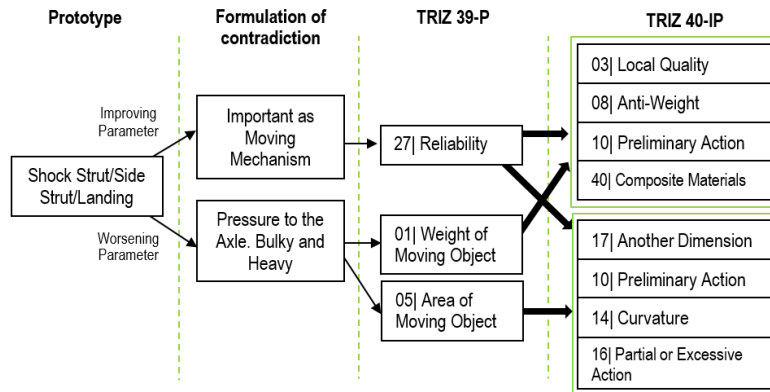 Prototype
Formulation of
contradiction
TRIZ 39-P
TRIZ 40-IP
Improving
Parameter
Shock Strut/Side
Strut/Landing
Worsening
Parameter
Important as
Moving
Mechanism
Pressure to the
Axle. Bulky and
Heavy
27| Reliability
01| Weight of
Moving Object
05| Area of
Moving Object
03| Local Quality
08| Anti-Weight
10| Preliminary Action
40| Composite Materials
17| Another Dimension
10| Preliminary Action
14| Curvature
16| Partial or Excessive
Action